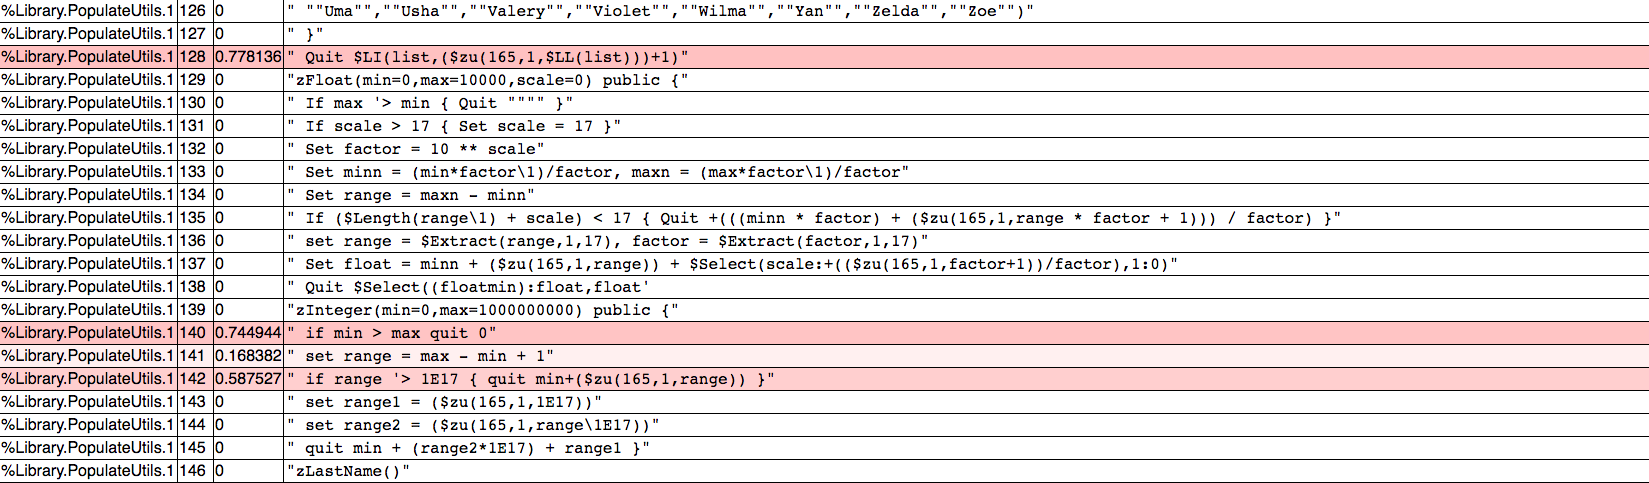 %Library.PopulateUtils.1 126 0 " ""Uma"",""Usha"",""Valery"",""Violet"",""Wilma"",""Yan"",""Zelda"",""Zoe"")"
%Library.PopulateUtils.1 127 0 " }"
%Library.PopulateUtils.1 128 0.778136 " Quit $LI(list,($zu(165,1,$LL(list)))+1)"
%Library.PopulateUtils.1 129 0 "zFloat(min=0,max=10000,scale=0) public {"
%Library.PopulateUtils.1 130 0 " If max '> min { Quit """" }"
%Library.PopulateUtils.1 131 0 " If scale > 17 { Set scale = 17 }"
%Library.PopulateUtils.1 132 0 " Set factor = 10 ** scale"
%Library.PopulateUtils.1 133 0 " Set minn = (min*factor\1)/factor, maxn = (max*factor\1)/factor"
%Library.PopulateUtils.1 134 0 " Set range = maxn - minn"
%Library.PopulateUtils.1 135 0 " If ($Length(range\1) + scale) < 17 { Quit +(((minn * factor) + ($zu(165,1,range * factor + 1))) / factor) }"
%Library.PopulateUtils.1 136 0 " set range = $Extract(range,1,17), factor = $Extract(factor,1,17)"
%Library.PopulateUtils.1 137 0 " Set float = minn + ($zu(165,1,range)) + $Select(scale:+(($zu(165,1,factor+1))/factor),1:0)"
%Library.PopulateUtils.1 138 0 " Quit $Select((floatmin):float,float'
%Library.PopulateUtils.1 139 0 "zInteger(min=0,max=1000000000) public {"
%Library.PopulateUtils.1 140 0.744944 " if min > max quit 0"
%Library.PopulateUtils.1 141 0.168382 " set range = max - min + 1"
%Library.PopulateUtils.1 142 0.587527 " if range '> 1E17 { quit min+($zu(165,1,range)) }"
%Library.PopulateUtils.1 143 0 " set range1 = ($zu(165,1,1E17))"
%Library.PopulateUtils.1 144 0 " set range2 = ($zu(165,1,range\1E17))"
%Library.PopulateUtils.1 145 0 " quit min + (range2*1E17) + range1 }"
%Library.PopulateUtils.1 146 0 "zLastName()"